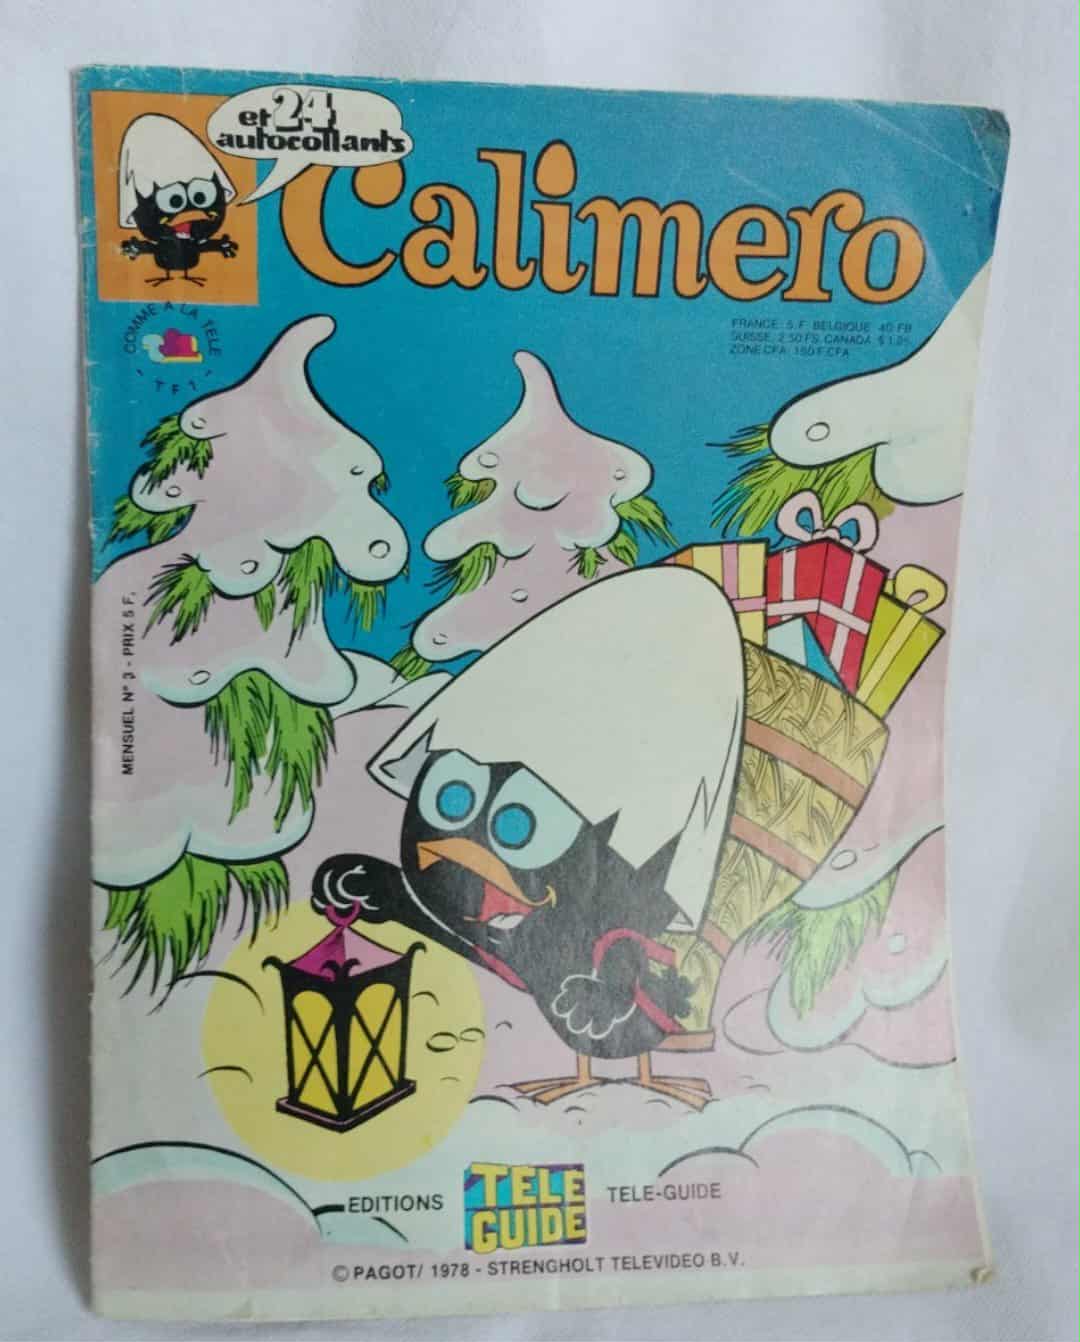 et 24
autocollants
Calimero
COMME A LA TELE
TF1
FRANCE: 5 F. BELGIQUE 40 FB
SUISSE: 2.50 FS. CANADA $ 1.95.
ZONE CFA: 150 F.CFA
MENSUEL N° 3 - PRIX 5 F.
EDITIONS
TELE
GUIDE
TELE-GUIDE
© PAGOT/ 1978 - STRENGHOLT TELEVIDEO B.V.